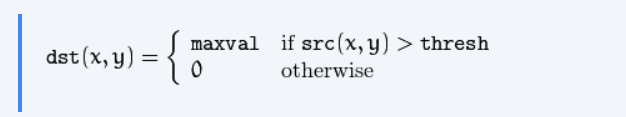 dst(x, y) = { maxval if src(x, y) > thresh
0 otherwise